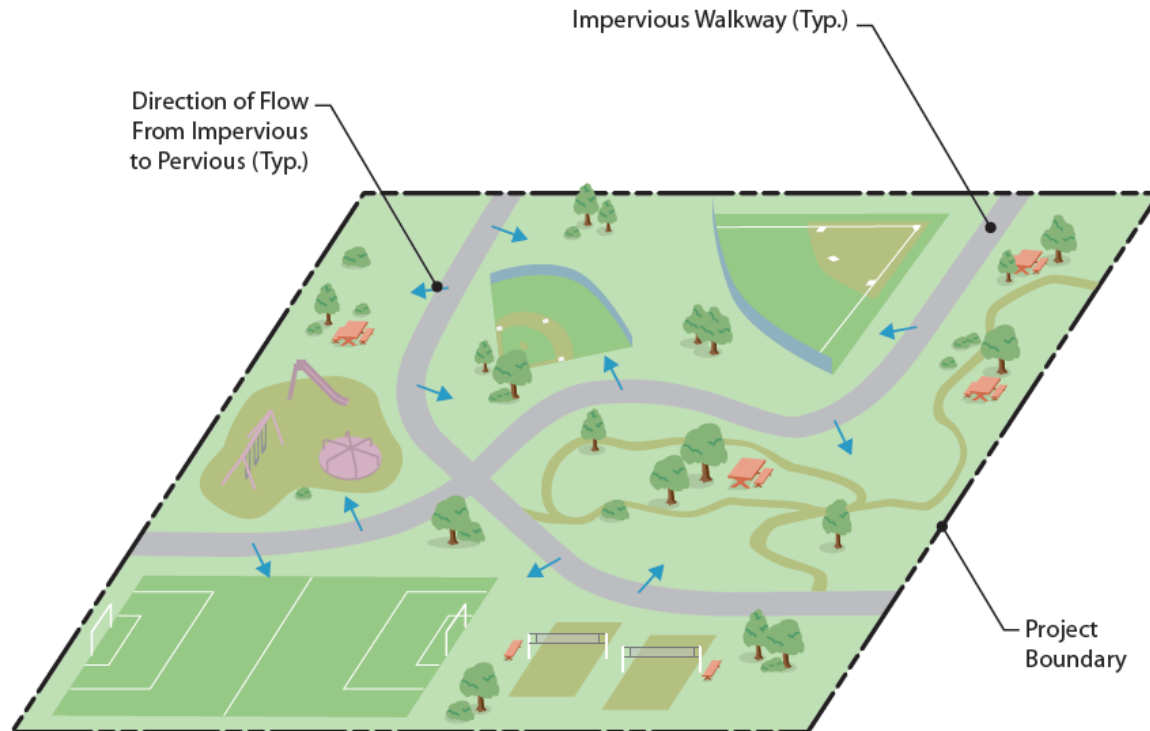 Impervious Walkway (Typ.)
Direction of Flow
From Impervious
to Pervious (Typ.)
Project
Boundary